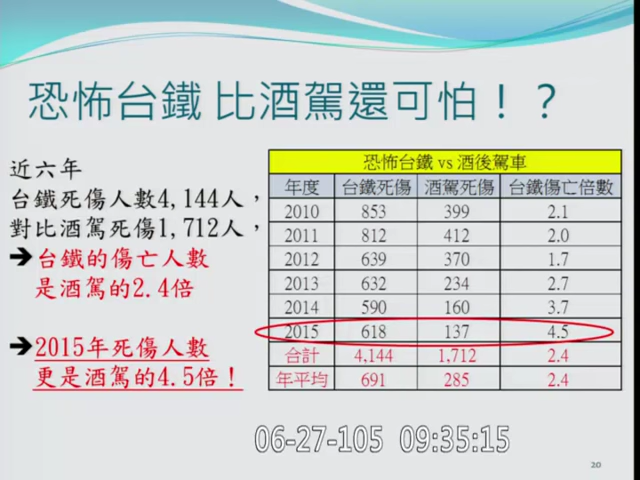 恐怖台鐵 比酒駕還可怕！？
近六年
台鐵死傷人數4,144人，
對比酒駕死傷1,712人，
➔台鐵的傷亡人數
是酒駕的2.4倍
➔2015年死傷人數
更是酒駕的4.5倍！
恐怖台鐵 vs 酒後駕車
年度 台鐵死傷 酒駕死傷 台鐵傷亡倍數
2010 853 399 2.1
2011 812 412 2.0
2012 639 370 1.7
2013 632 234 2.7
2014 590 160 3.7
2015 618 137 4.5
合計 4,144 1,712 2.4
年平均 691 285 2.4
06-27-105 09:35:15
20